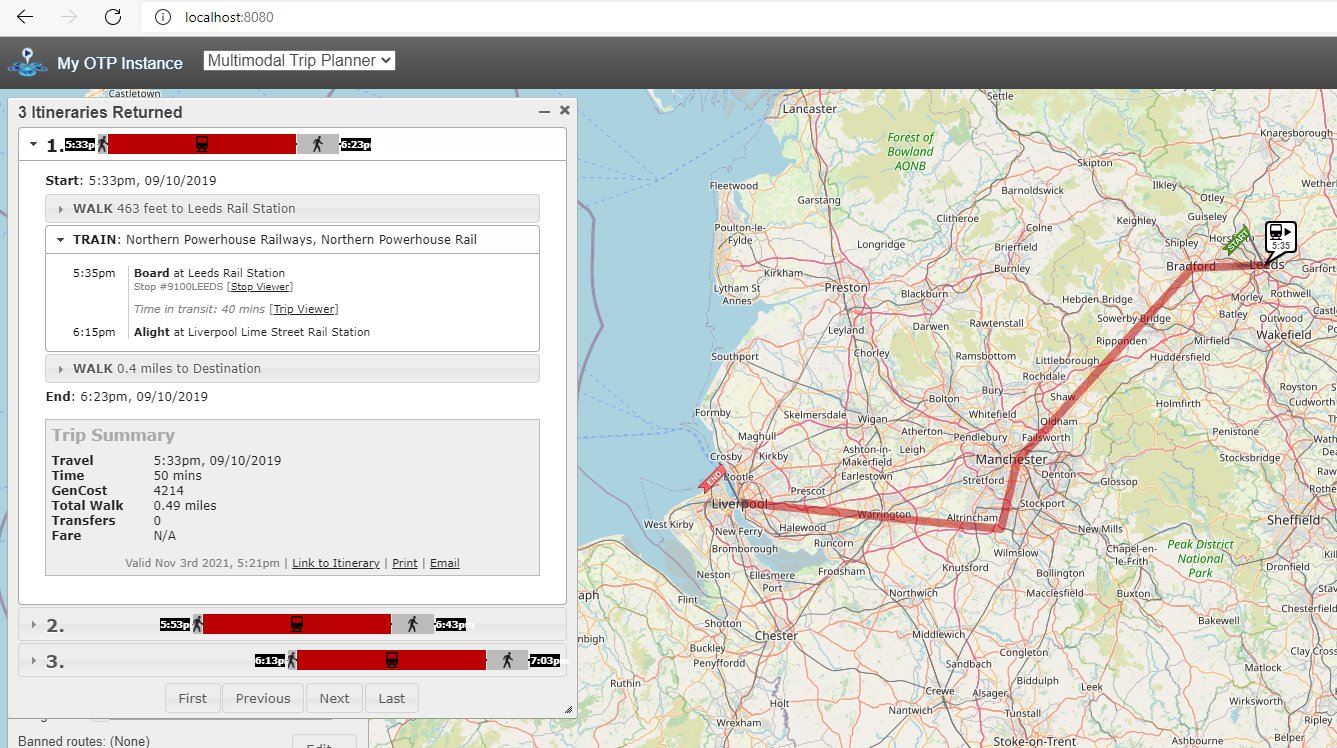 localhost:8080
My OTP Instance
Multimodal Trip Planner
3 Itineraries Returned
1. 5:33p 6:23p
Start: 5:33pm, 09/10/2019
WALK 463 feet to Leeds Rail Station
TRAIN: Northern Powerhouse Railways, Northern Powerhouse Rail
5:35pm Board at Leeds Rail Station
Stop #9100LEEDS [Stop Viewer]
Time in transit: 40 mins [Trip Viewer]
6:15pm Alight at Liverpool Lime Street Rail Station
WALK 0.4 miles to Destination
End: 6:23pm, 09/10/2019
Trip Summary
Travel 5:33pm, 09/10/2019
Time 50 mins
GenCost 4214
Total Walk 0.49 miles
Transfers 0
Fare N/A
Valid Nov 3rd 2021, 5:21pm | Link to Itinerary | Print | Email
2. 5:53p 6:43p
3. 6:13p 7:03p
First Previous Next Last
Banned routes: (None)
Castletown
Lancaster
Settle
Knaresborough
Forest of
Bowland
AONB
Skipton
Wether
Fleetwood
Garstang
Barnoldswick
Ilkley
Otley
Poulton-le-
Fylde
Clitheroe
Colne
Keighley
Guiseley
Longridge
Brierfield
Shipley
START
5:35
Lytham St
Annes
Kirkham
Preston
Burnley
Bradford
Leeds
Garfor
Blackburn
Hebden Bridge
Morley
Rothwell
Leyland
Darwen
Rawtenstall
Sowerby Bridge
Batley
Outwood
Wakefield
Southport
Chorley
Ramsbottom
Littleborough
Ripponden
Mirfield
Huddersfield
Rochdale
Formby
Skelmersdale
Wigan
Bolton
Bury
Shaw
Holmfirth
Royston
Cudworth
Whitefield
Oldham
Maghull
Atherton
Pendlebury
Failsworth
Penistone
Stocksbridge
Crosby
Kirkby
Ashton-in-
Makerfield
Leigh
Manchester
Denton
Bootle
Earlestown
Stretford
Glossop
END
Prescot
Stockport
Liverpool
Warrington
Altrincham
Sheffield
West Kirby
New Ferry
Halewood
New Mills
Bromborough
Runcorn
Wilmslow
Chapel-en-
le-Frith
Peak District
National
Park
Neston
Ellesmere
Port
Frodsham
Knutsford
Bollington
Flint
Northwich
Macclesfield
Buxton
Chesterfield
Chester
Middlewich
Clay Cross
Buckley
Penyffordd
Sandbach
Congleton
Matlock
Crewe
Alsager
Biddulph
Leek
Wirksworth
Nantwich
Tunstall
Ripley
Wrexham
Stoke-on-Trent
Ashbourne
Belper